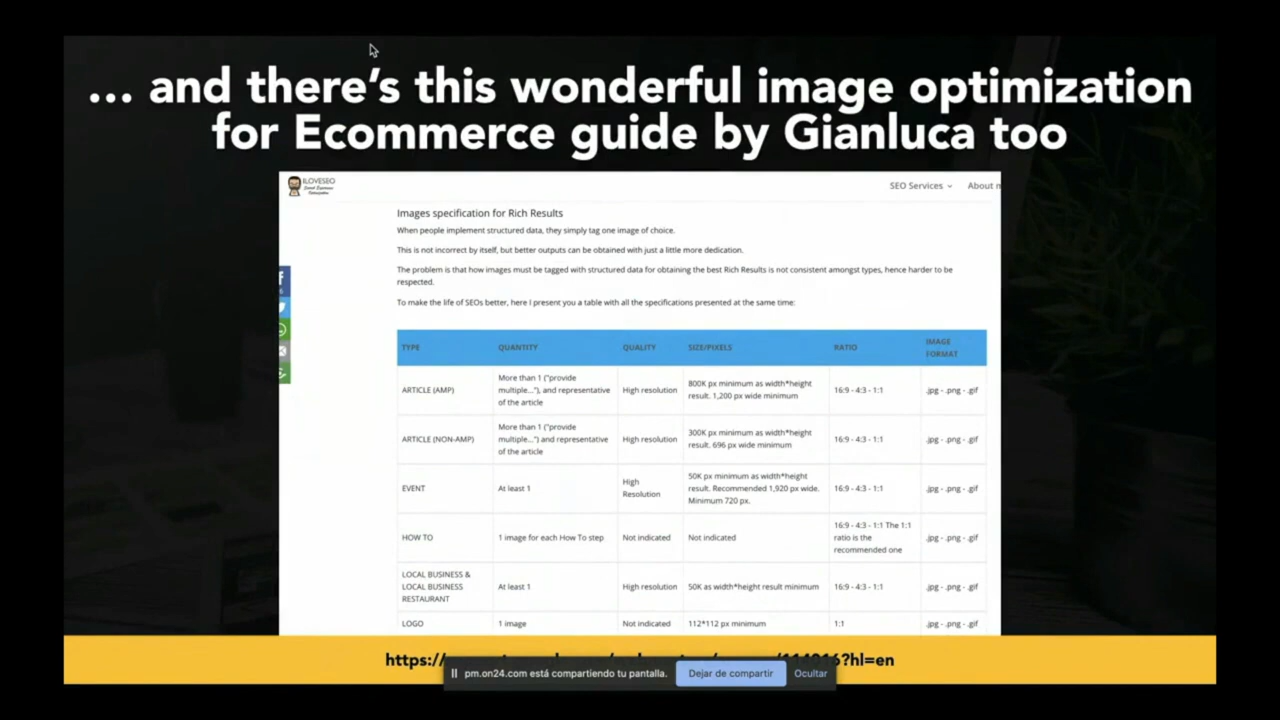 ... and there's this wonderful image optimization
for Ecommerce guide by Gianluca too
ILOVESEO
SEO Services
About
Images specification for Rich Results
When people implement structured data, they simply tag one image of choice.
This is not incorrect by itself, but better outputs can be obtained with just a little more dedication.
The problem is that how images must be tagged with structured data for obtaining the best Rich Results is not consistent amongst types, hence harder to
be respected.
To make the life of SEOs better, here I present you a table with all the specifications presented at the same time:
TYPE QUANTITY QUALITY SIZE/PIXELS RATIO IMAGE
FORMAT
ARTICLE (AMP)
More than 1 ("provide
multiple..."), and representative
of the article
High resolution
800K px minimum as width*height
result. 1,200 px wide minimum
16:9 - 4:3 - 1:1
.jpg - .png - .gif
ARTICLE (NON-AMP)
More than 1 ("provide
multiple...") and representative
of the article
High resolution
300K px minimum as width*height
result. 696 px wide minimum
16:9 - 4:3 - 1:1
.jpg - .png - .gif
EVENT
At least 1
High
Resolution
50K px minimum as width*height
result. Recommended 1,920 px wide.
Minimum 720 px.
16:9 - 4:3 - 1:1
.jpg - .png - .gif
HOW TO
1 image for each How To step
Not indicated
Not indicated
16:9 - 4:3 - 1:1 The 1:1
ratio is the
recommended one
.jpg - .png - .gif
LOCAL BUSINESS &
LOCAL BUSINESS
RESTAURANT
At least 1
High resolution
50K as width*height result minimum
16:9 - 4:3 - 1:1
.jpg - .png - .gif
LOGO
1 image
Not indicated
112*112 px minimum
1:1
.jpg - .png - .gif
https:/ ?hl=en
pm.on24.com está compartiendo tu pantalla.
Dejar de compartir
Ocultar